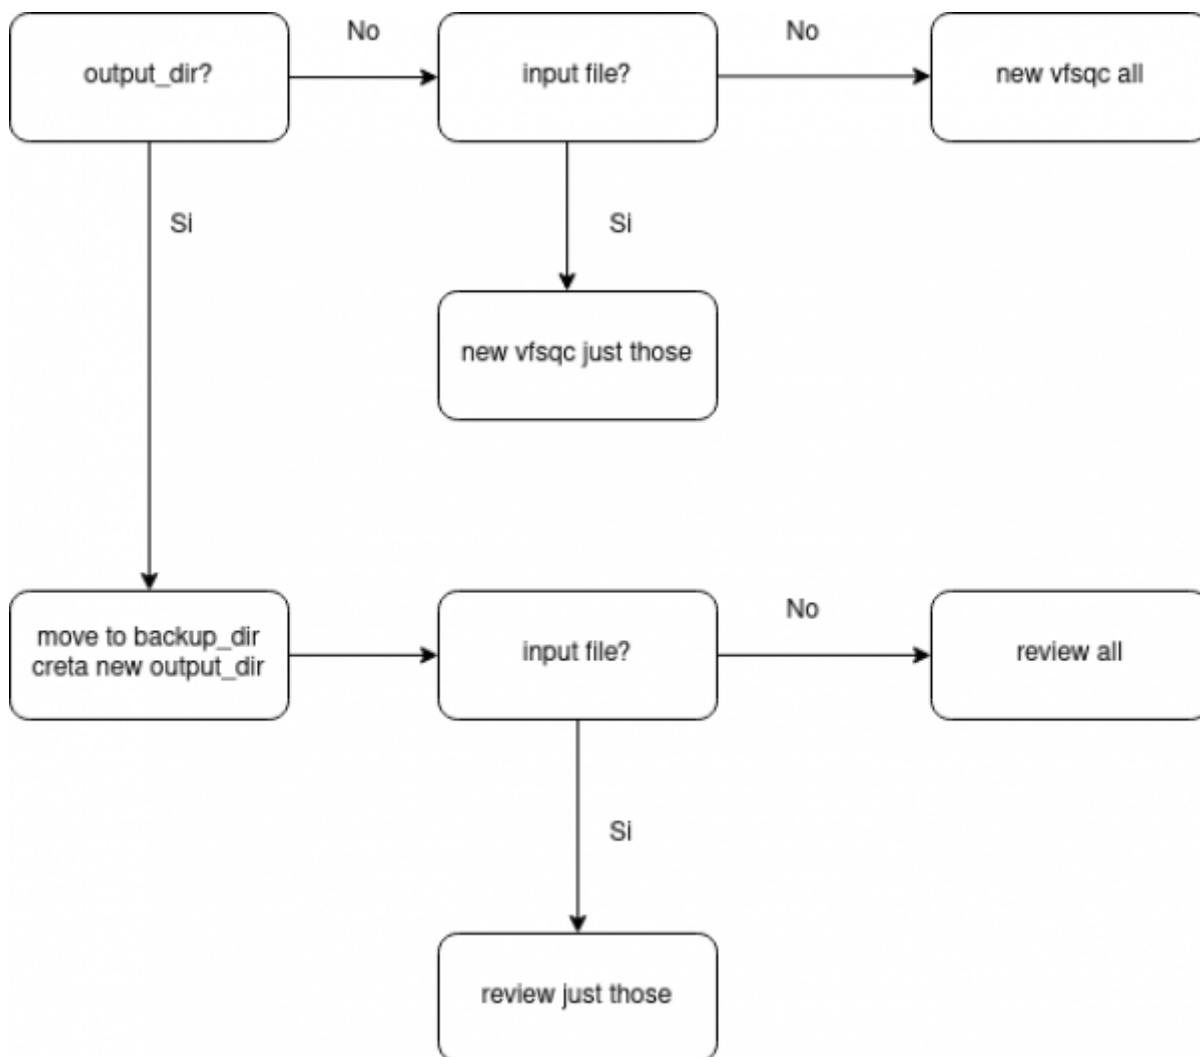 output_dir?
No
input file?
No
new vfsqc all
Si
Si
new vfsqc just those
move to backup_dir
creta new output_dir
input file?
No
review all
Si
review just those